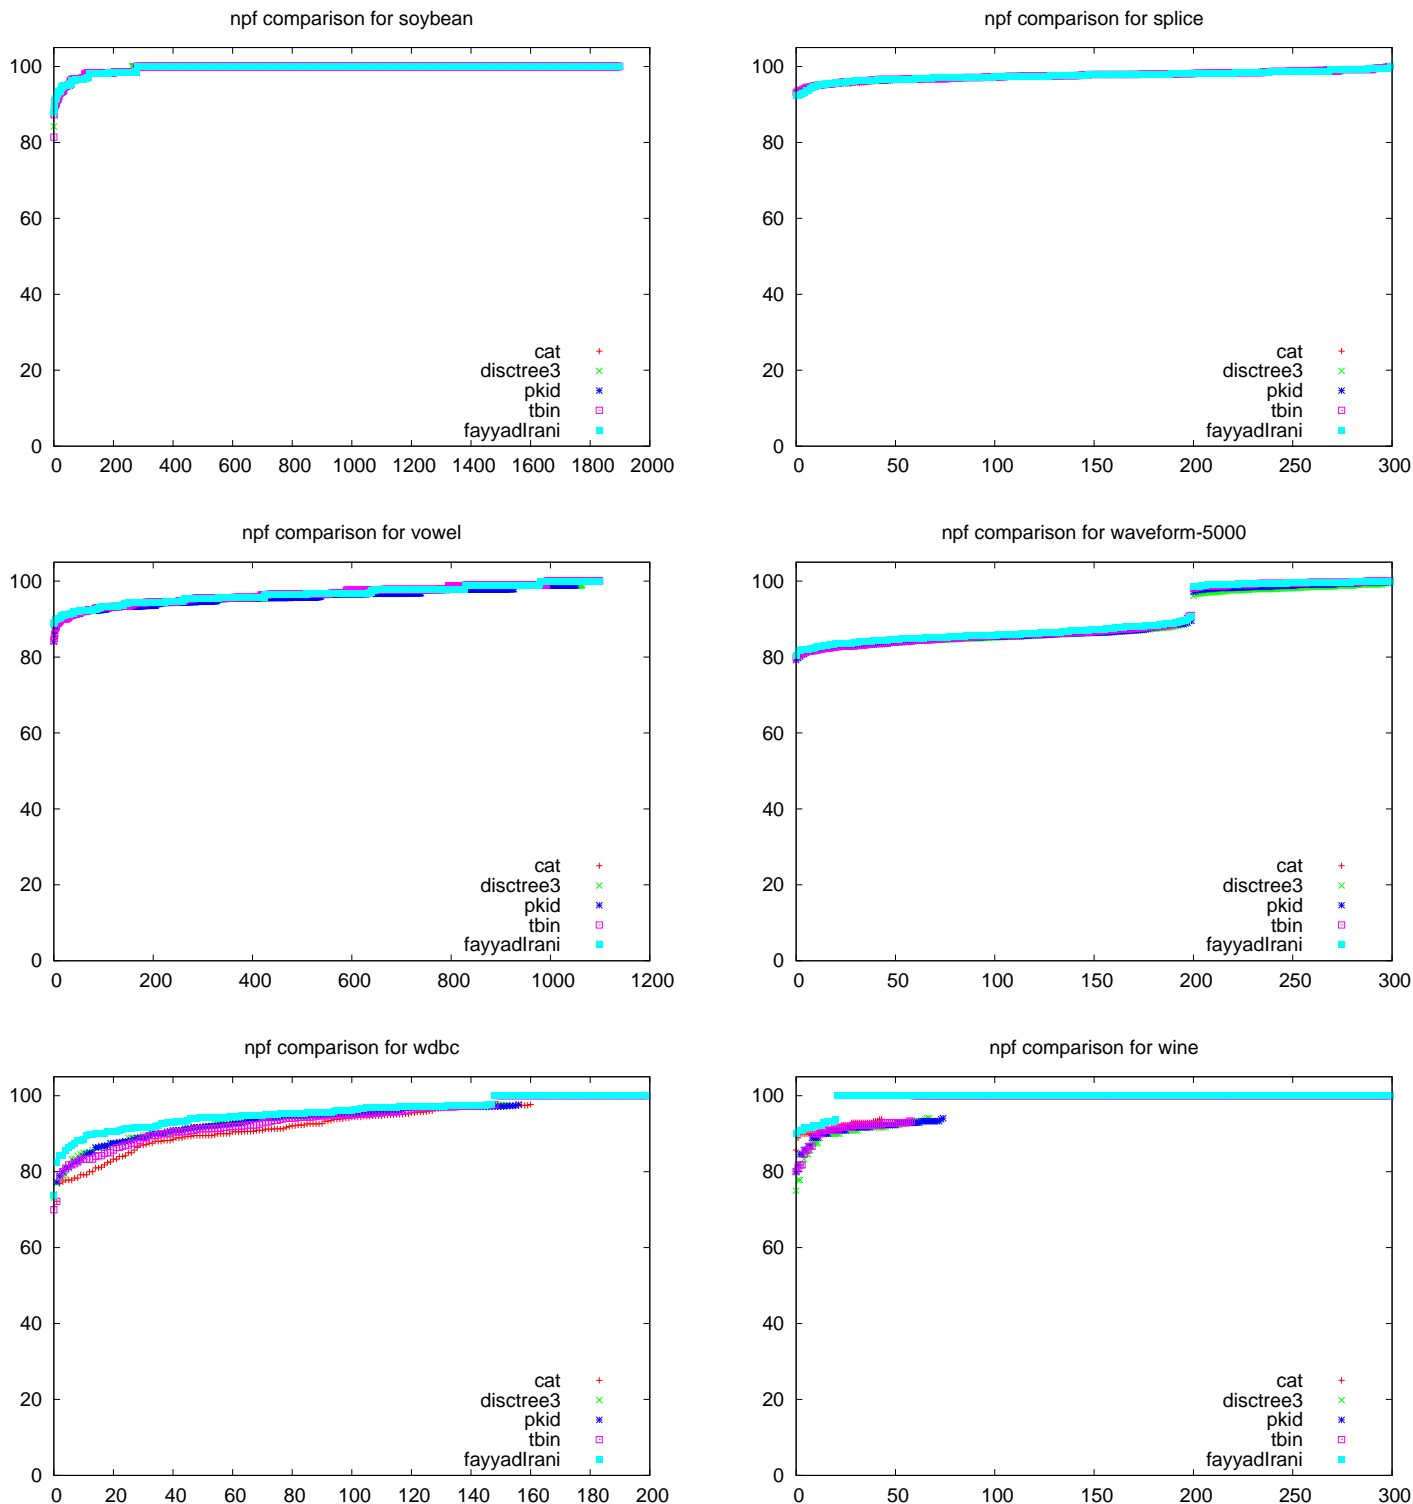 npf comparison for soybean
100
80
60
40
20
0
0 200 400 600 800 1000 1200 1400 1600 1800 2000
cat
disctree3
pkid
tbin
fayyadIrani
npf comparison for splice
100
80
60
40
20
0
0 50 100 150 200 250 300
cat
disctree3
pkid
tbin
fayyadIrani
npf comparison for vowel
100
80
60
40
20
0
0 200 400 600 800 1000 1200
cat
disctree3
pkid
tbin
fayyadIrani
npf comparison for waveform-5000
100
80
60
40
20
0
0 50 100 150 200 250 300
cat
disctree3
pkid
tbin
fayyadIrani
npf comparison for wdbc
100
80
60
40
20
0
0 20 40 60 80 100 120 140 160 180 200
cat
disctree3
pkid
tbin
fayyadIrani
npf comparison for wine
100
80
60
40
20
0
0 50 100 150 200 250 300
cat
disctree3
pkid
tbin
fayyadIrani